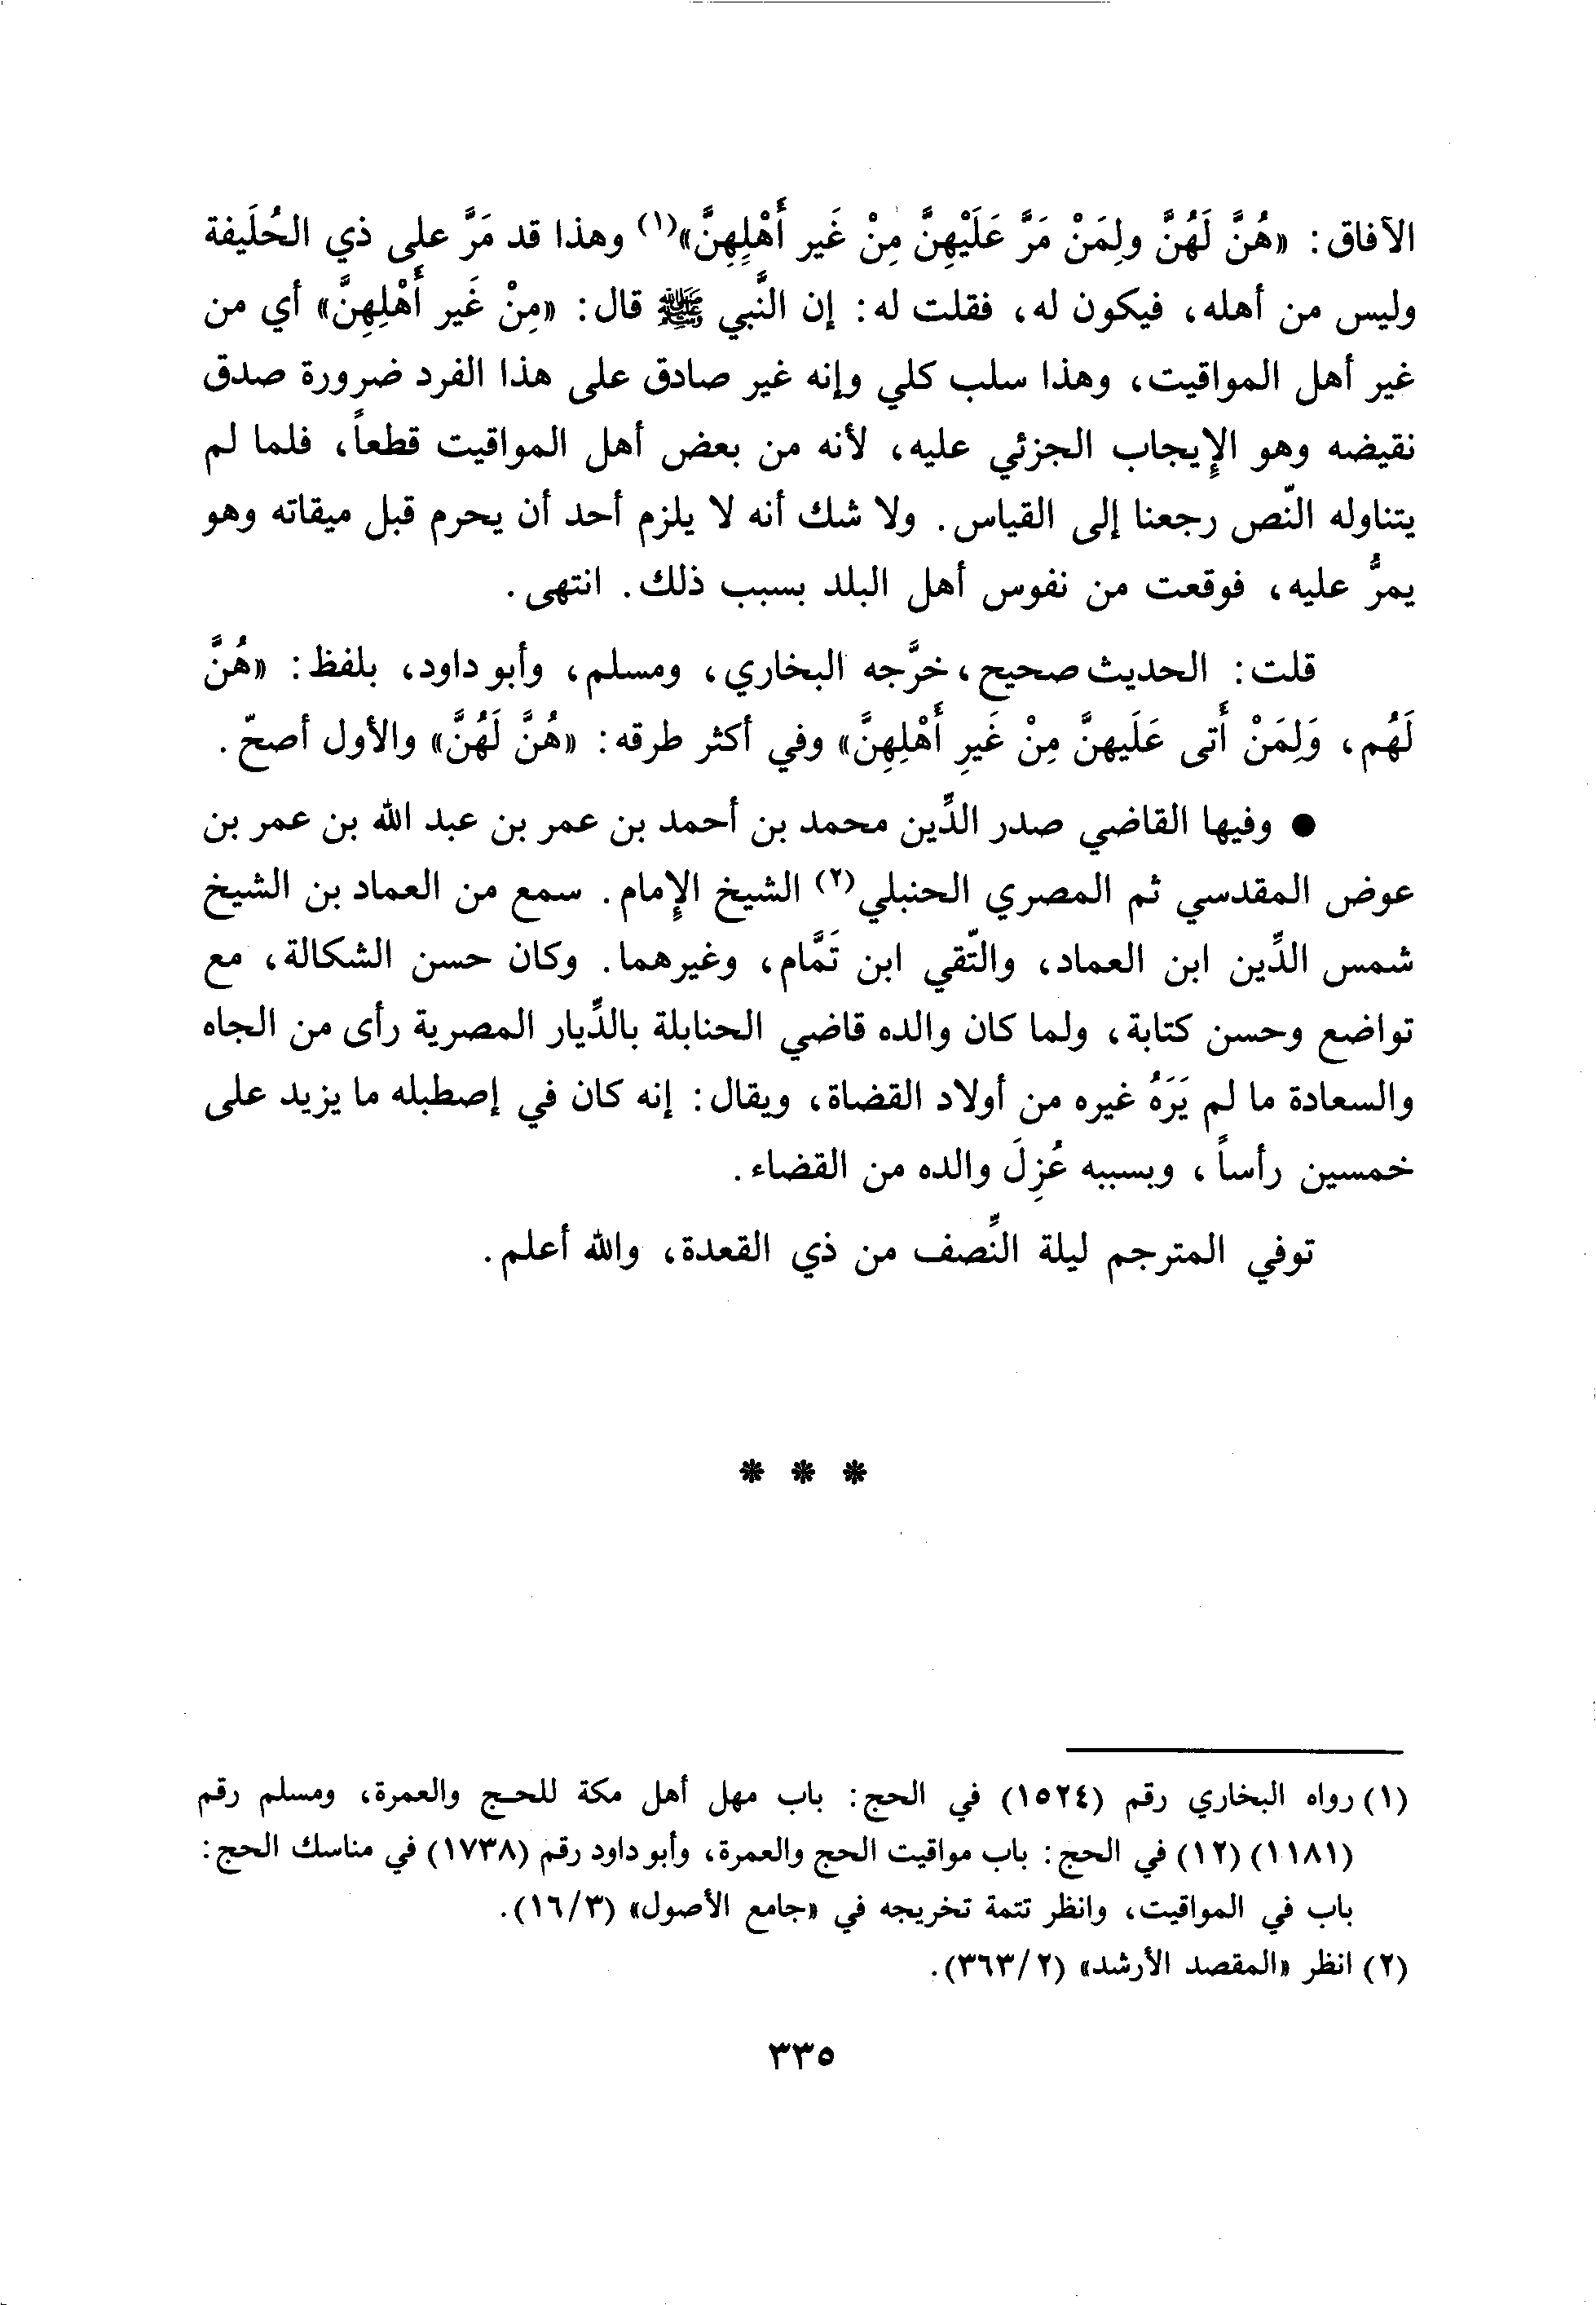 الآفاق: «هُنَّ لَهُنَّ ولِمَنْ مَرَّ عَلَيْهِنَّ مِنْ غَير أَهْلِهِنَّ»(١) وهذا قد مَرَّ على ذي الحُلَيفة
وليس من أهله، فيكون له، فقلت له: إن النَّبي ﷺ قال: «مِنْ غَير أَهْلِهِنَّ» أي من
غير أهل المواقيت، وهذا سلب كلي وإنه غير صادق على هذا الفرد ضرورة صدق
نقيضه وهو الإيجاب الجزئي عليه، لأنه من بعض أهل المواقيت قطعاً، فلما لم
يتناوله النّص رجعنا إلى القياس. ولا شك أنه لا يلزم أحد أن يحرم قبل ميقاته وهو
يمرُّ عليه، فوقعت من نفوس أهل البلد بسبب ذلك. انتهى.
قلت: الحديث صحيح، خرَّجه البخاري، ومسلم، وأبو داود، بلفظ: «هُنَّ
لَهُم، وَلِمَنْ أَتى عَلَيهنَّ مِنْ غَيرِ أَهْلِهِنَّ» وفي أكثر طرقه: «هُنَّ لَهُنَّ» والأول أصحّ.
● وفيها القاضي صدر الدِّين محمد بن أحمد بن عمر بن عبد الله بن عمر بن
عوض المقدسي ثم المصري الحنبلي(٢) الشيخ الإمام. سمع من العماد بن الشيخ
شمس الدِّين ابن العماد، والتّقي ابن تَمَّام، وغيرهما. وكان حسن الشكالة، مع
تواضع وحسن كتابة، ولما كان والده قاضي الحنابلة بالدِّيار المصرية رأى من الجاه
والسعادة ما لم يَرَهُ غيره من أولاد القضاة، ويقال: إنه كان في إصطبله ما يزيد على
خمسين رأساً، وبسببه عُزِلَ والده من القضاء.
توفي المترجم ليلة النِّصف من ذي القعدة، والله أعلم.
* * *
(١) رواه البخاري رقم (١٥٢٤) في الحج: باب مهل أهل مكة للحج والعمرة، ومسلم رقم
(١١٨١) (١٢) في الحج: باب مواقيت الحج والعمرة، وأبو داود رقم (١٧٣٨) في مناسك الحج:
باب في المواقيت، وانظر تتمة تخريجه في «جامع الأصول» (١٦/٣).
(٢) انظر «المقصد الأرشد» (٣٦٣/٢).
٣٣٥